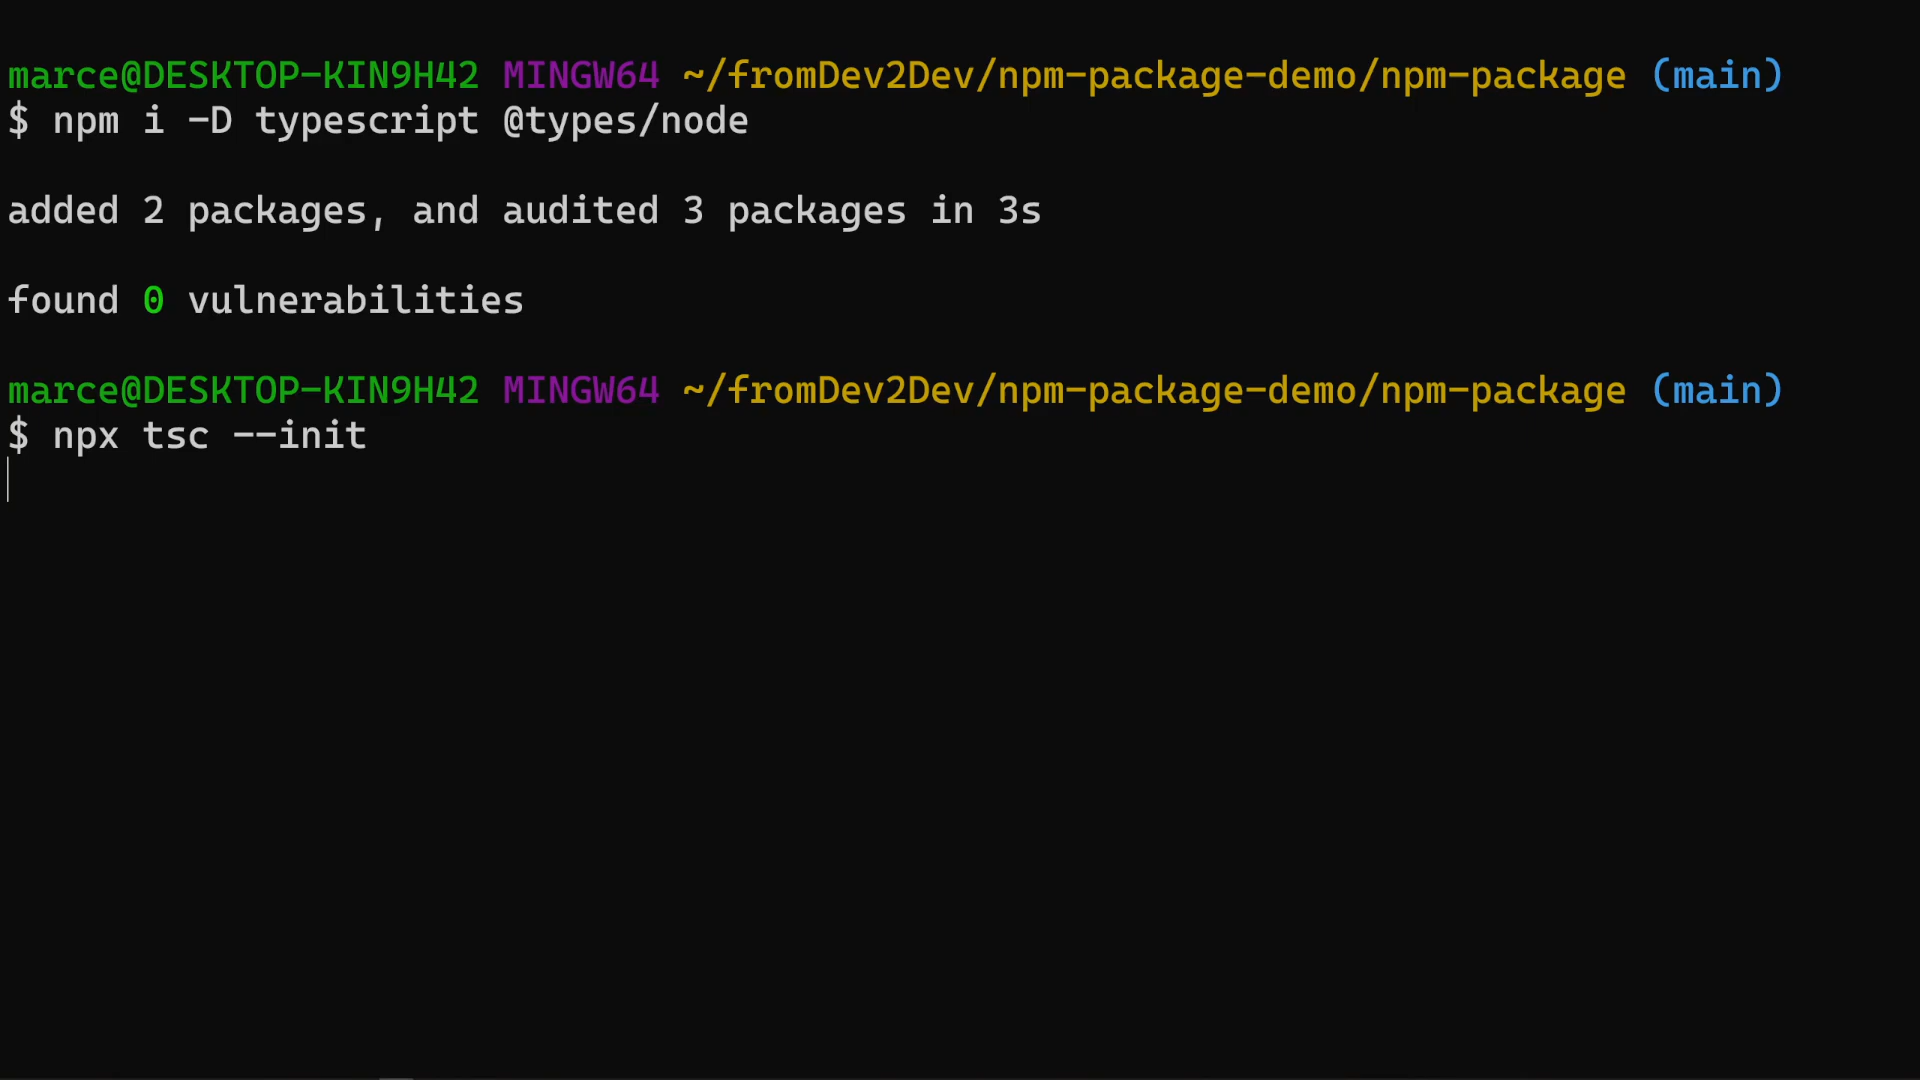 marce@DESKTOP-KIN9H42 MINGW64 ~/fromDev2Dev/npm-package-demo/npm-package (main)
$ npm i -D typescript @types/node
added 2 packages, and audited 3 packages in 3s
found 0 vulnerabilities
marce@DESKTOP-KIN9H42 MINGW64 ~/fromDev2Dev/npm-package-demo/npm-package (main)
$ npx tsc --init